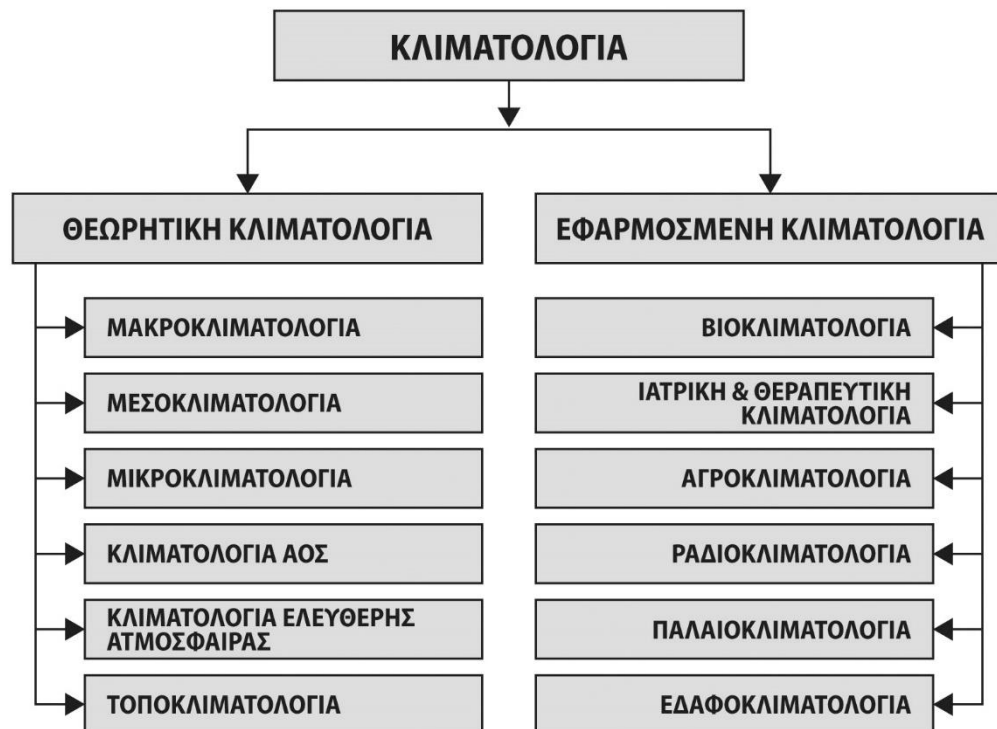 ΚΛΙΜΑΤΟΛΟΓΙΑ
ΘΕΩΡΗΤΙΚΗ ΚΛΙΜΑΤΟΛΟΓΙΑ
ΜΑΚΡΟΚΛΙΜΑΤΟΛΟΓΙΑ
ΜΕΣΟΚΛΙΜΑΤΟΛΟΓΙΑ
ΜΙΚΡΟΚΛΙΜΑΤΟΛΟΓΙΑ
ΚΛΙΜΑΤΟΛΟΓΙΑ ΑΟΣ
ΚΛΙΜΑΤΟΛΟΓΙΑ ΕΛΕΥΘΕΡΗΣ
ΑΤΜΟΣΦΑΙΡΑΣ
ΤΟΠΟΚΛΙΜΑΤΟΛΟΓΙΑ
ΕΦΑΡΜΟΣΜΕΝΗ ΚΛΙΜΑΤΟΛΟΓΙΑ
ΒΙΟΚΛΙΜΑΤΟΛΟΓΙΑ
ΙΑΤΡΙΚΗ & ΘΕΡΑΠΕΥΤΙΚΗ
ΚΛΙΜΑΤΟΛΟΓΙΑ
ΑΓΡΟΚΛΙΜΑΤΟΛΟΓΙΑ
ΡΑΔΙΟΚΛΙΜΑΤΟΛΟΓΙΑ
ΠΑΛΑΙΟΚΛΙΜΑΤΟΛΟΓΙΑ
ΕΔΑΦΟΚΛΙΜΑΤΟΛΟΓΙΑ